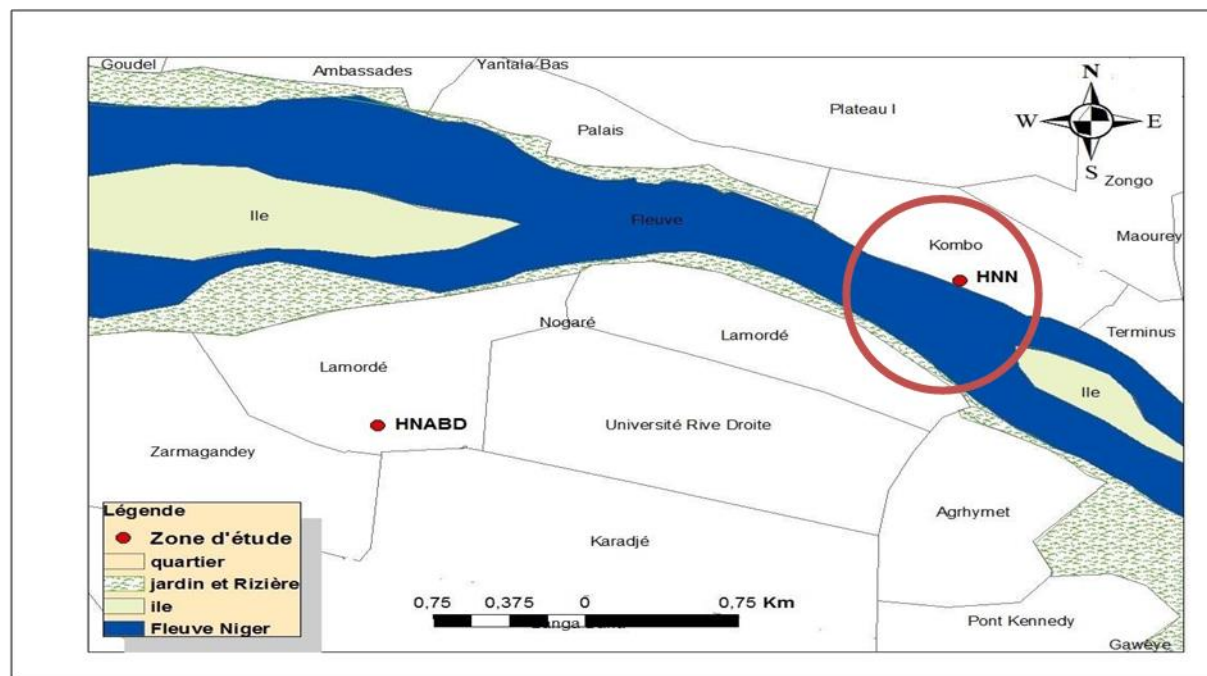 Goudel
Ambassades
Yantala-Bas
Plateau I
N
W
E
S
Palais
Zongo
Ile
Fleuve
Kombo
Maourey
HNN
Nogaré
Lamordé
Terminus
Lamordé
Ile
HNABD
Université Rive Droite
Zarmagandey
Agrhymet
Karadjé
Légende
Zone d'étude
quartier
jardin et Rizière
ile
Fleuve Niger
0,75 0,375 0 0,75 Km
Pont Kennedy
Gawèye